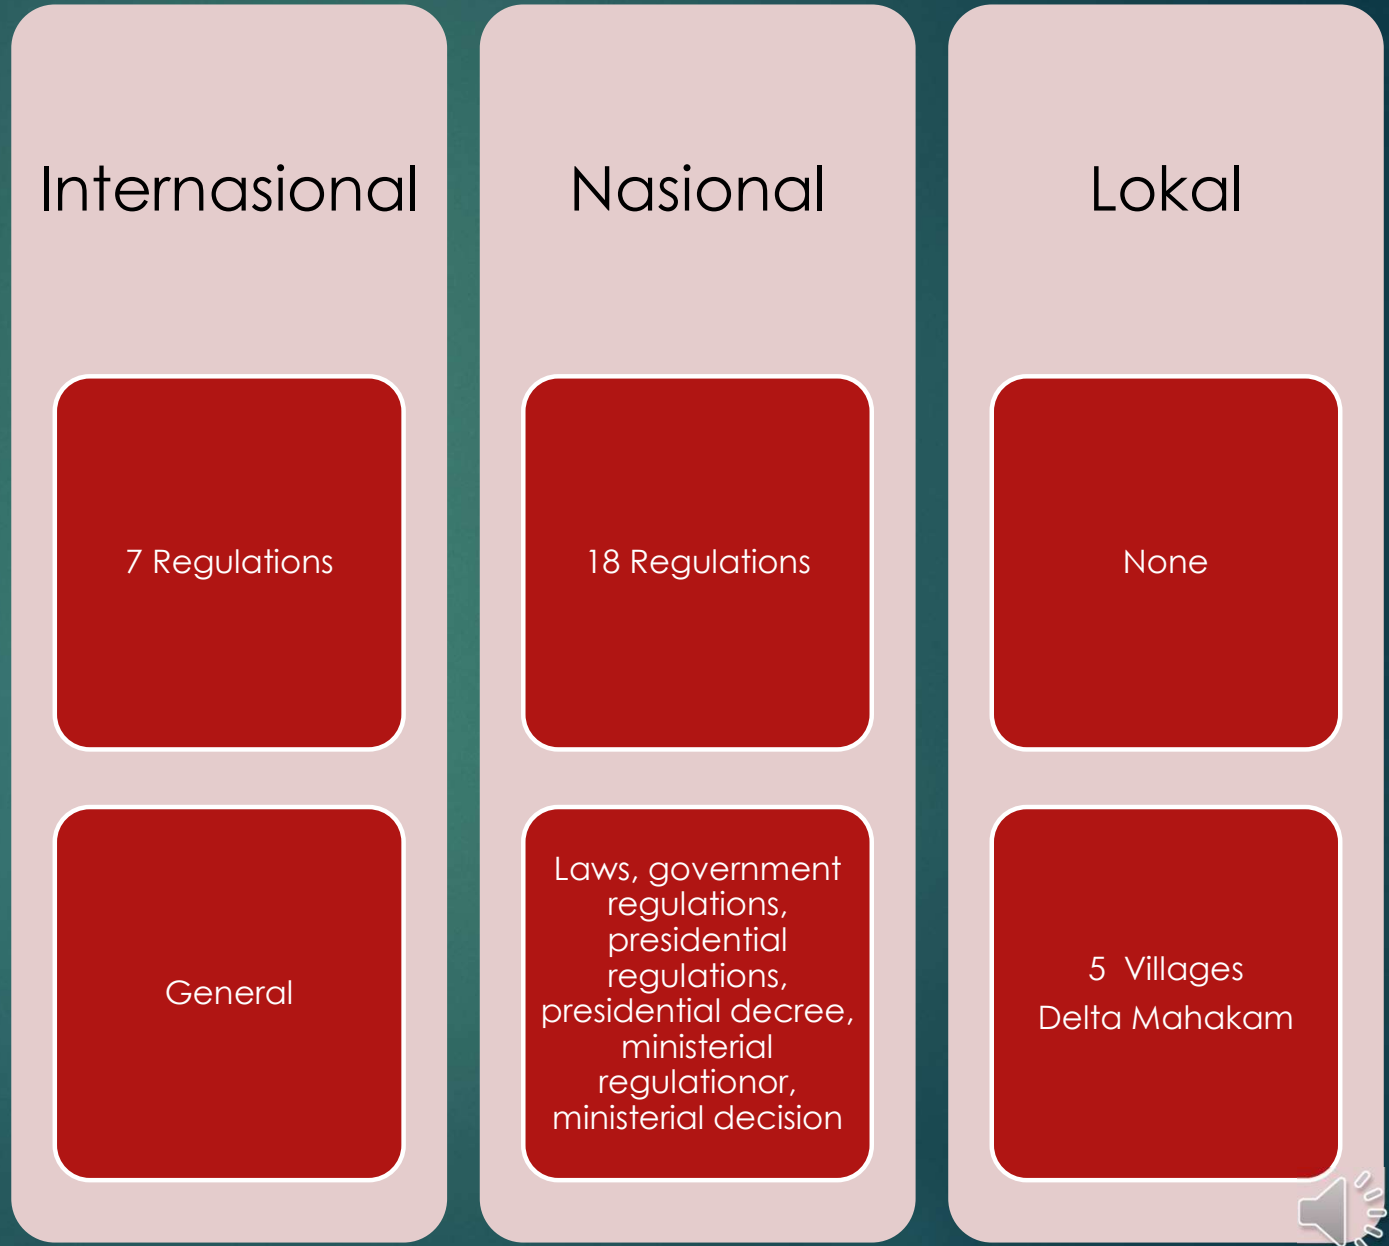 Internasional
7 Regulations
General
Nasional
18 Regulations
Laws, government
regulations,
presidential
regulations,
presidential decree,
ministerial
regulationor,
ministerial decision
Lokal
None
5  Villages
Delta Mahakam